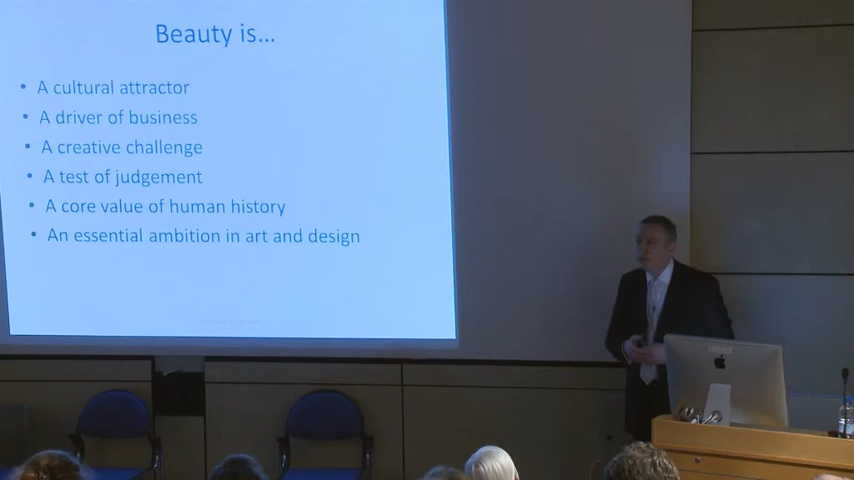 Beauty is...
• A cultural attractor
• A driver of business
• A creative challenge
• A test of judgement
• A core value of human history
• An essential ambition in art and design